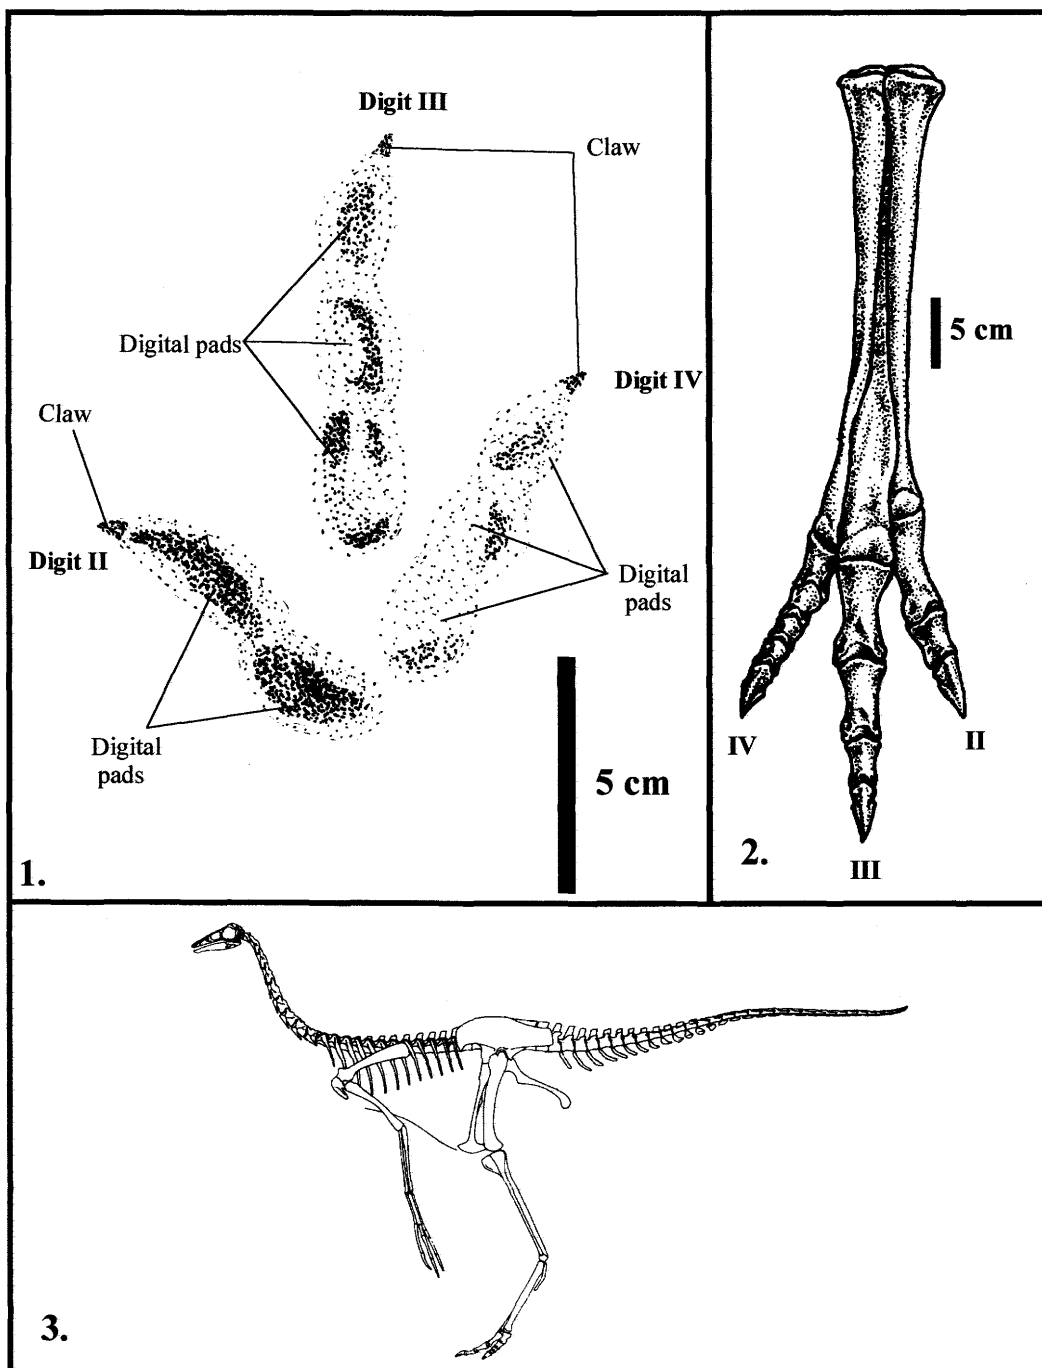 Digit III
Claw
Digital pads
Digit IV
Claw
Digit II
Digital
pads
Digital
pads
5 cm
1.
5 cm
IV
II
III
2.
3.